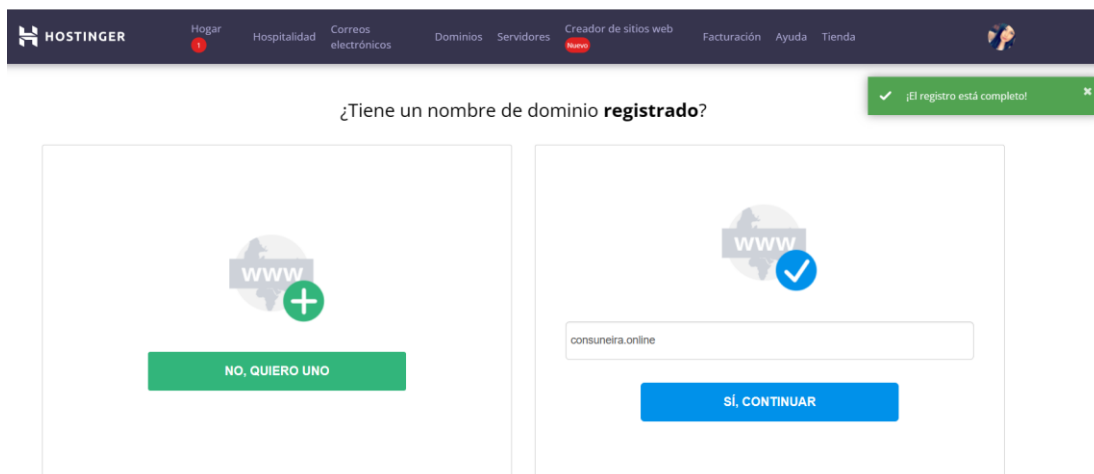 HOSTINGER
Hogar
1
Hospitalidad
Correos
electrónicos
Dominios
Servidores
Creador de sitios web
Nuevo
Facturación
Ayuda
Tienda
¡El registro está completo!
¿Tiene un nombre de dominio registrado?
www
NO, QUIERO UNO
www
consuneira.online
SÍ, CONTINUAR